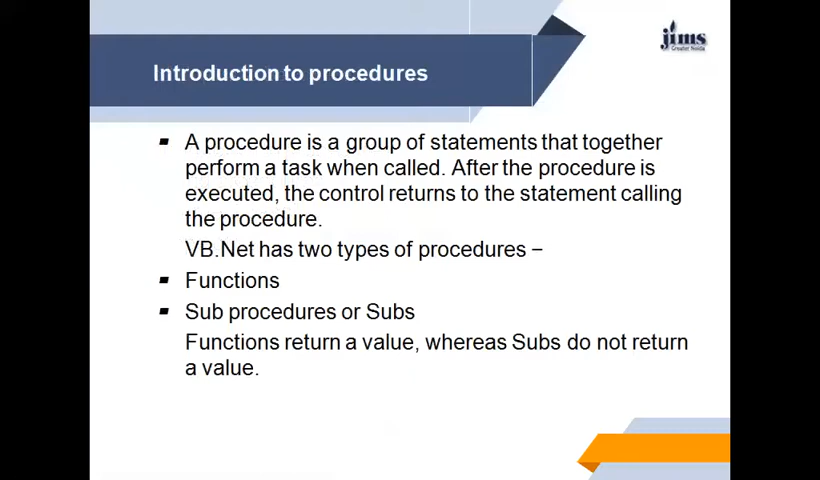 jims
Greater Noida
Introduction to procedures
A procedure is a group of statements that together
perform a task when called. After the procedure is
executed, the control returns to the statement calling
the procedure.
VB.Net has two types of procedures −
Functions
Sub procedures or Subs
Functions return a value, whereas Subs do not return
a value.